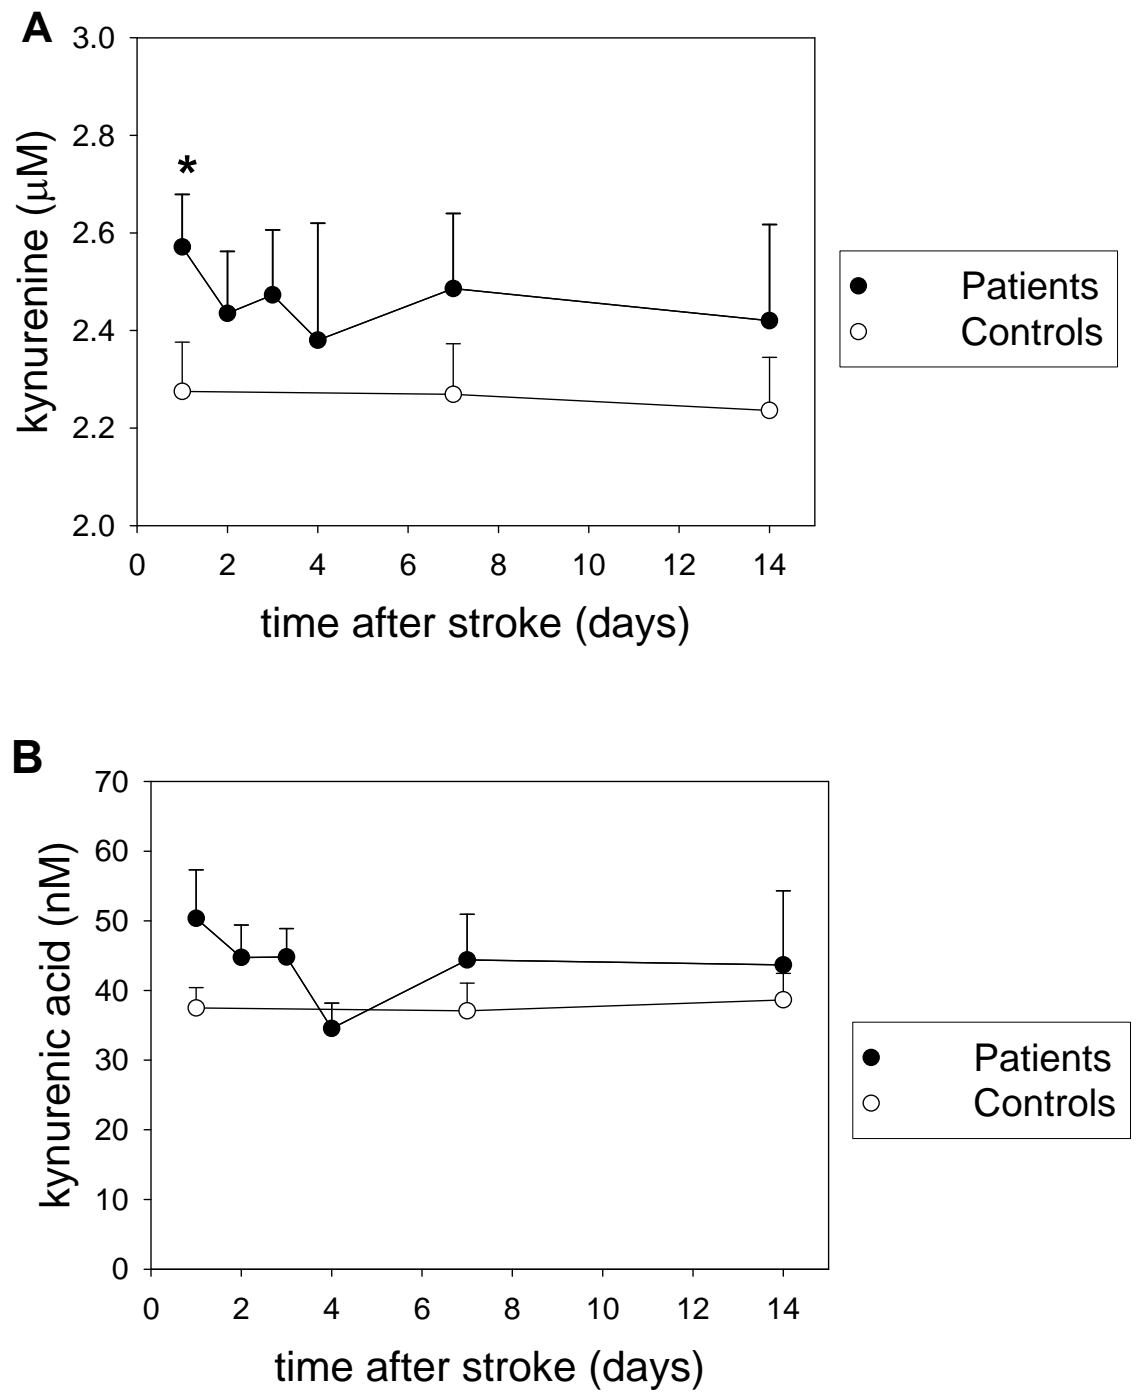 A
3.0
2.8
*
2.6
2.4
2.2
2.0
kynurenine (μM)
Patients
Controls
0 2 4 6 8 10 12 14
time after stroke (days)
B
70
60
50
40
30
20
10
0
kynurenic acid (nM)
Patients
Controls
0 2 4 6 8 10 12 14
time after stroke (days)